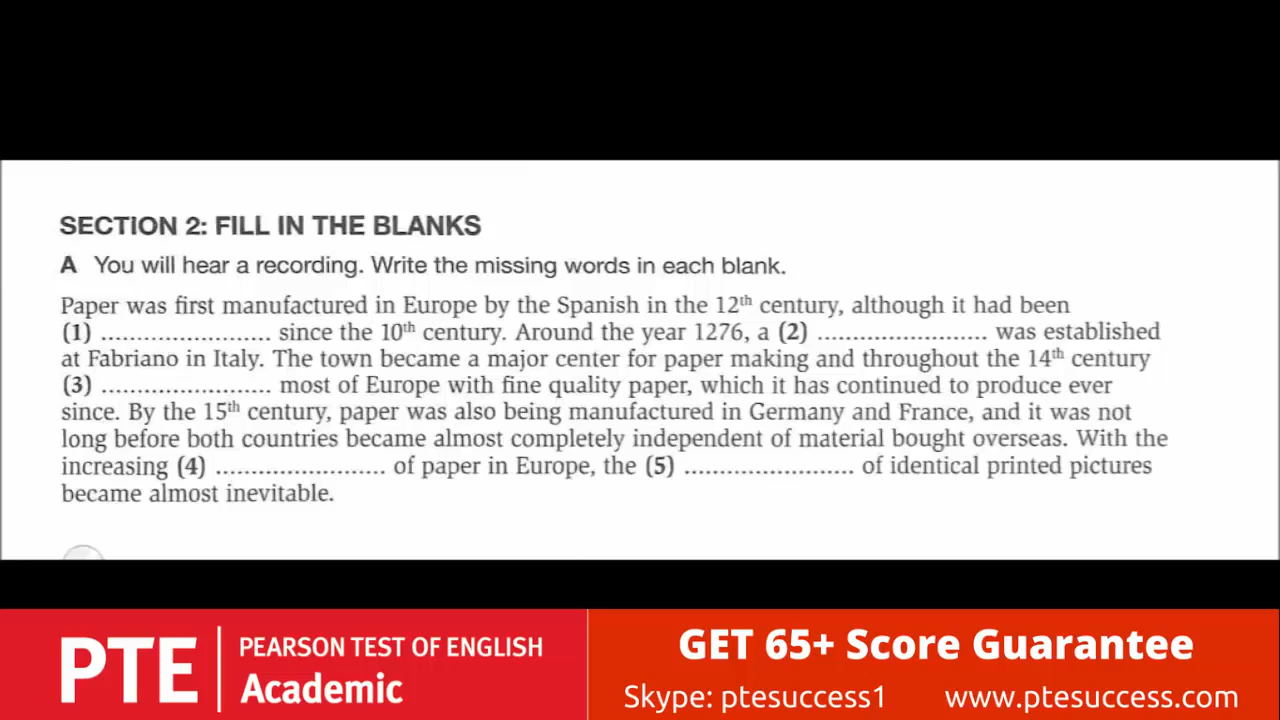 SECTION 2: FILL IN THE BLANKS
A You will hear a recording. Write the missing words in each blank.
Paper was first manufactured in Europe by the Spanish in the 12th century, although it had been
(1) ........................ since the 10th century. Around the year 1276, a (2) ........................ was established
at Fabriano in Italy. The town became a major center for paper making and throughout the 14th century
(3) ........................ most of Europe with fine quality paper, which it has continued to produce ever
since. By the 15th century, paper was also being manufactured in Germany and France, and it was not
long before both countries became almost completely independent of material bought overseas. With the
increasing (4) ........................ of paper in Europe, the (5) ........................ of identical printed pictures
became almost inevitable.
PTE
PEARSON TEST OF ENGLISH
Academic
GET 65+ Score Guarantee
Skype: ptesuccess1 www.ptesuccess.com